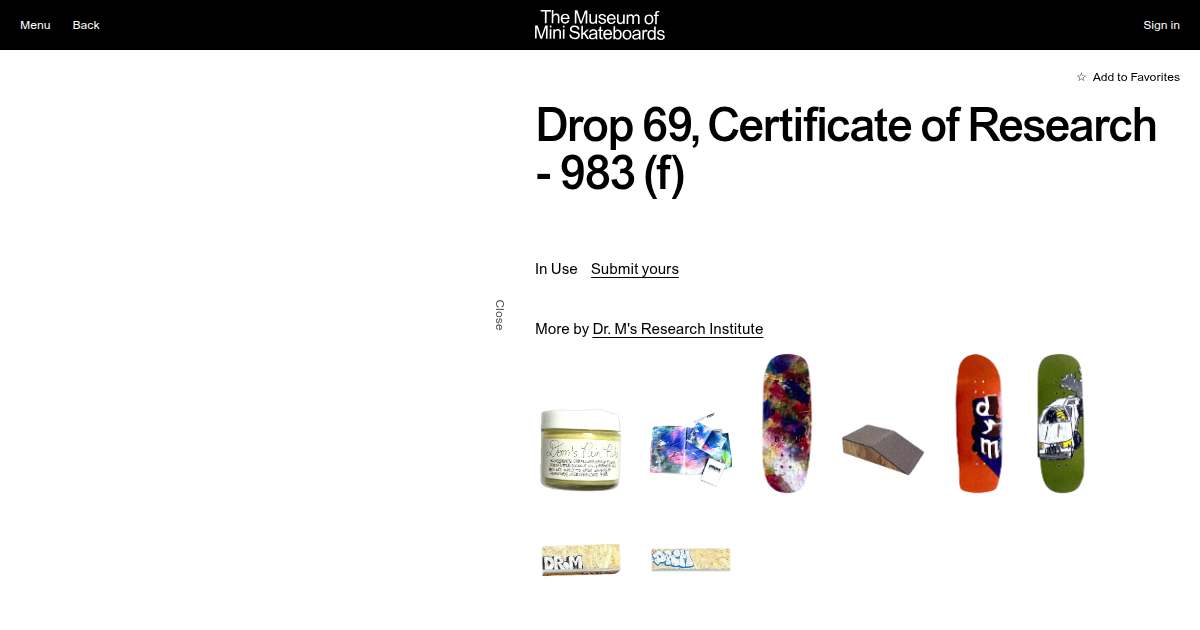 Menu
Back
The Museum of
Mini Skateboards
Sign in
☆ Add to Favorites
Drop 69, Certificate of Research
- 983 (f)
In Use
Submit yours
Close
More by Dr. M's Research Institute
DR.M